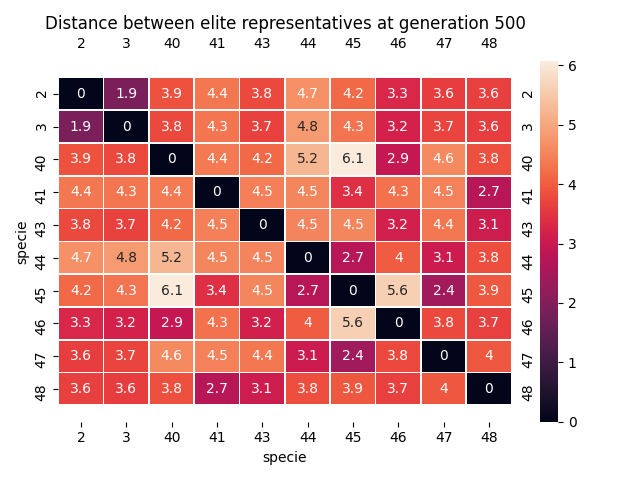 Distance between elite representatives at generation 500
2 3 40 41 43 44 45 46 47 48
2 0 1.9 3.9 4.4 3.8 4.7 4.2 3.3 3.6 3.6 2
3 1.9 0 3.8 4.3 3.7 4.8 4.3 3.2 3.7 3.6 3
40 3.9 3.8 0 4.4 4.2 5.2 6.1 2.9 4.6 3.8 40
41 4.4 4.3 4.4 0 4.5 4.5 3.4 4.3 4.5 2.7 41
43 3.8 3.7 4.2 4.5 0 4.5 4.5 3.2 4.4 3.1 43
specie
44 4.7 4.8 5.2 4.5 4.5 0 2.7 4 3.1 3.8 44
45 4.2 4.3 6.1 3.4 4.5 2.7 0 5.6 2.4 3.9 45
46 3.3 3.2 2.9 4.3 3.2 4 5.6 0 3.8 3.7 46
47 3.6 3.7 4.6 4.5 4.4 3.1 2.4 3.8 0 4 47
48 3.6 3.6 3.8 2.7 3.1 3.8 3.9 3.7 4 0 48
2 3 40 41 43 44 45 46 47 48
specie
6
5
4
3
2
1
0